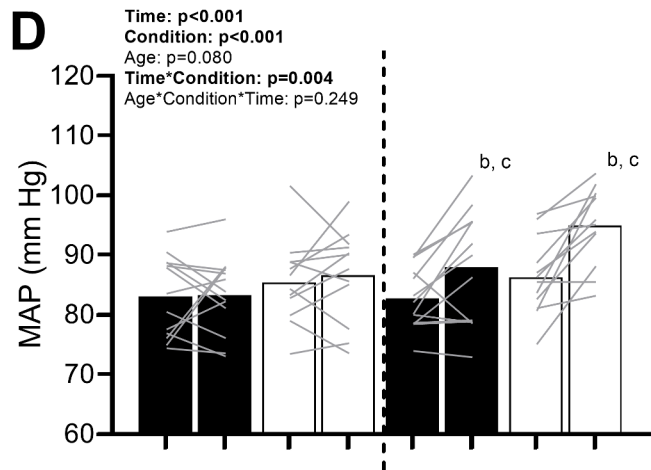 D
Time: p<0.001
Condition: p<0.001
Age: p=0.080
Time*Condition: p=0.004
Age*Condition*Time: p=0.249
MAP (mm Hg)
120
110
100
90
80
70
60
b, c
b, c